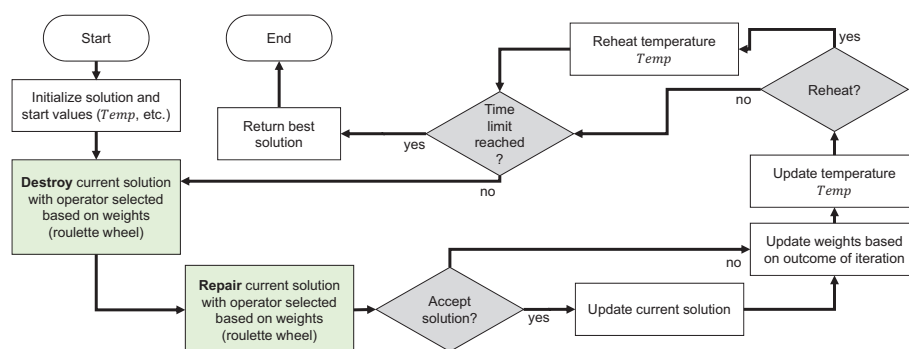 Start
Initialize solution and
start values (Temp, etc.)
Destroy current solution
with operator selected
based on weights
(roulette wheel)
Repair current solution
with operator selected
based on weights
(roulette wheel)
Accept
solution?
yes
no
Update current solution
Update weights based
on outcome of iteration
Update temperature
Temp
Reheat?
yes
no
Reheat temperature
Temp
Time
limit
reached
?
yes
no
Return best
solution
End